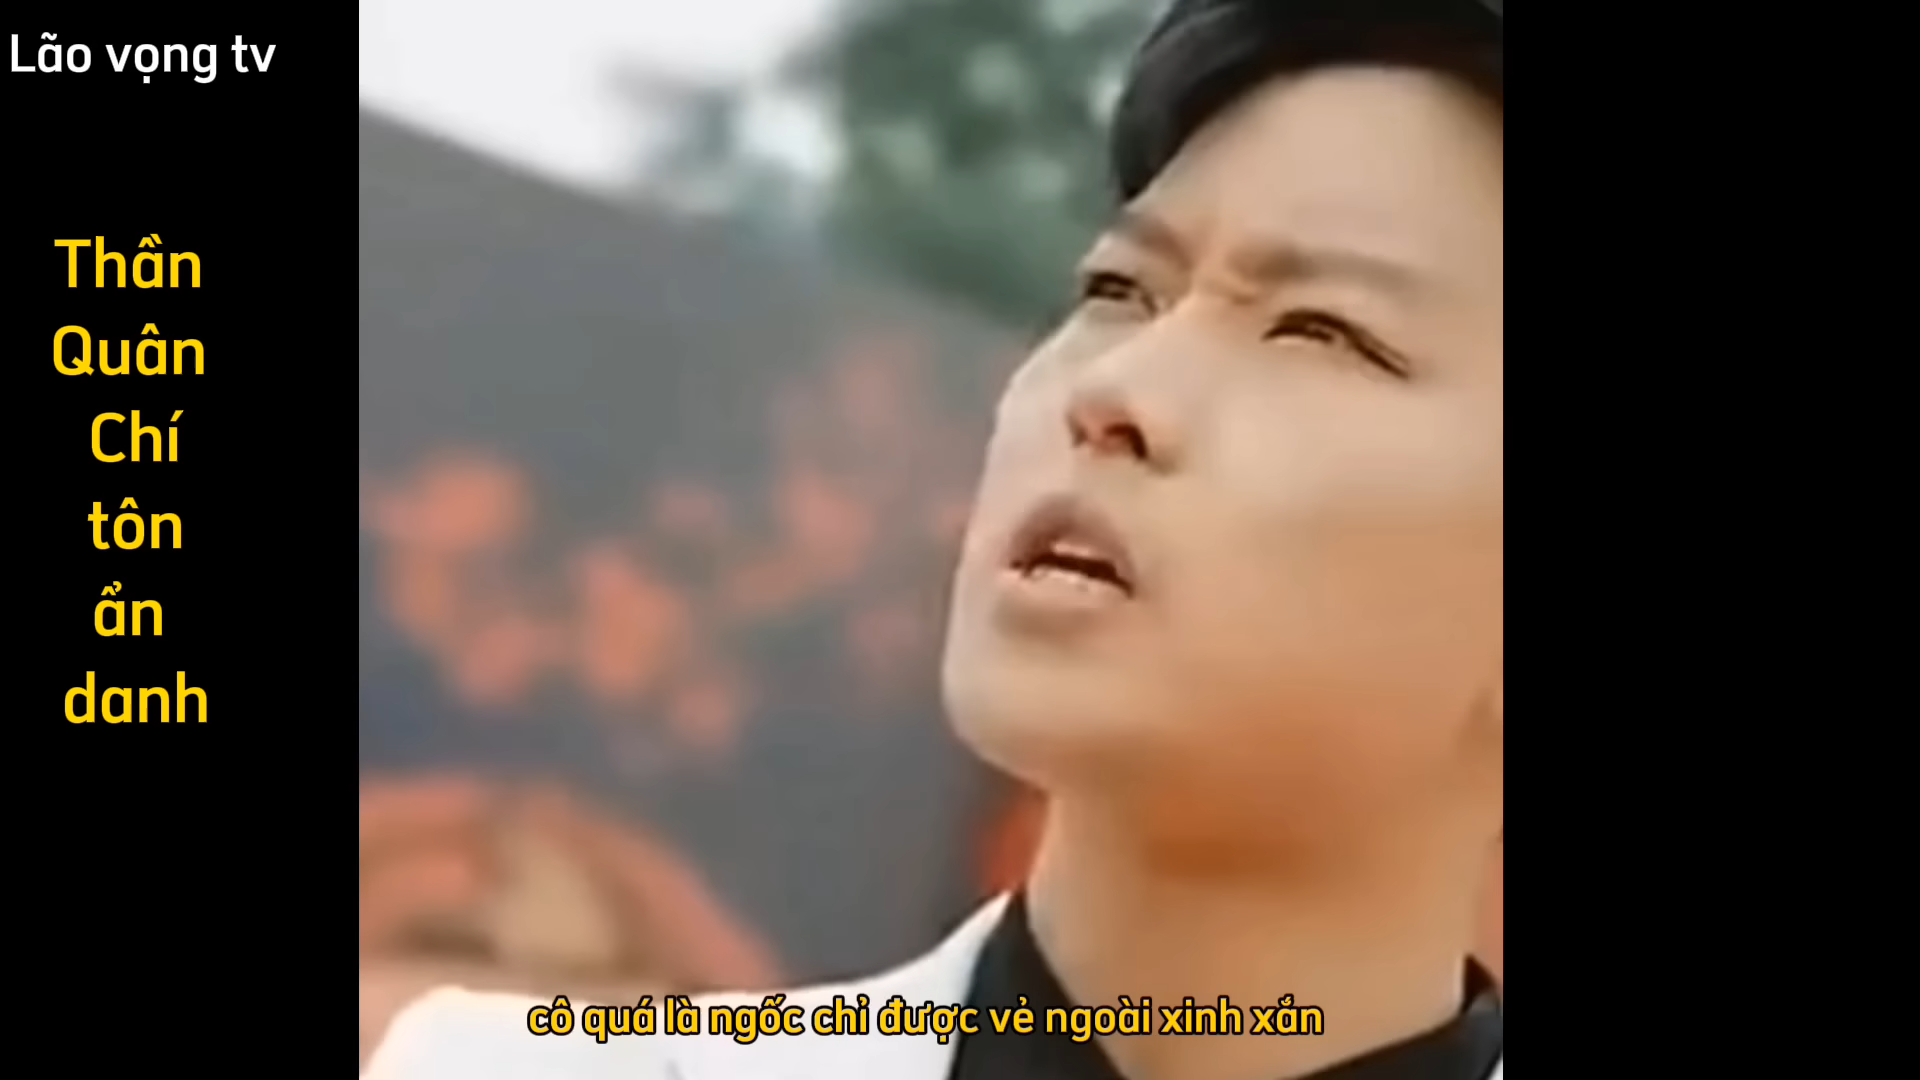 Lão vọng tv
Thần
Quân
Chí
tôn
ẩn
danh
cô quá là ngốc chỉ được vẻ ngoài xinh xắn